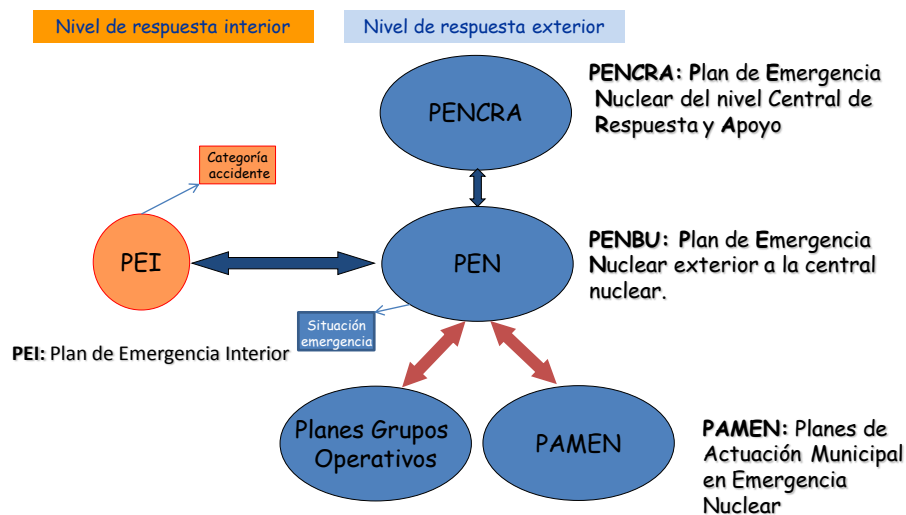 Nivel de respuesta interior
Nivel de respuesta exterior
PENCRA
PENCRA: Plan de Emergencia
Nuclear del nivel Central de
Respuesta y Apoyo
Categoría
accidente
PEI
PEN
PENBU: Plan de Emergencia
Nuclear exterior a la central
nuclear.
Situación
emergencia
PEI: Plan de Emergencia Interior
Planes Grupos
Operativos
PAMEN
PAMEN: Planes de
Actuación Municipal
en Emergencia
Nuclear